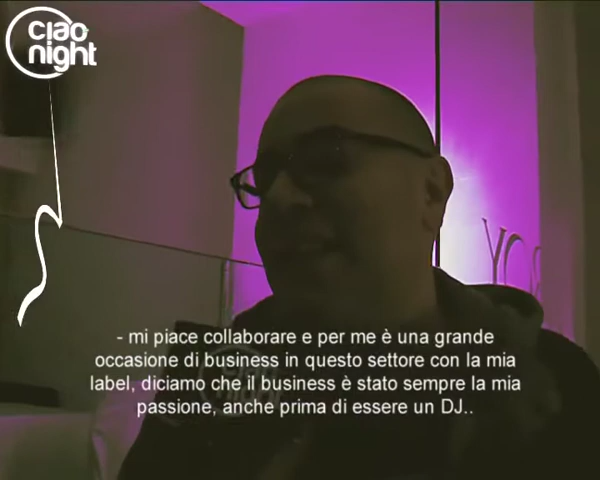 ciao
night
- mi piace collaborare e per me è una grande
occasione di business in questo settore con la mia
label, diciamo che il business è stato sempre la mia
passione, anche prima di essere un DJ..